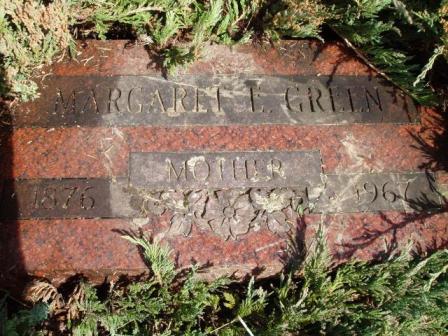 MARGARET E. GREEN
MOTHER
1876 1967